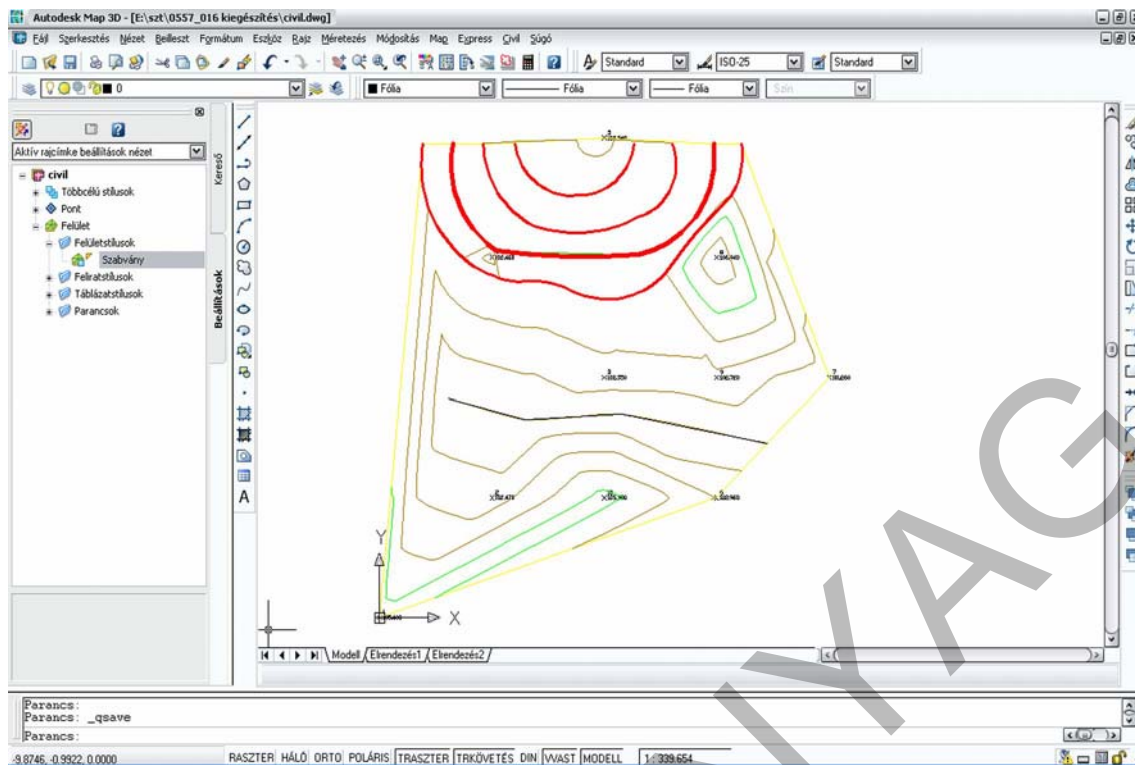 Autodesk Map 3D - [E:\szt\0557_016 kiegészítés\civil.dwg]
Fájl Szerkesztés Nézet Beilleszt Formátum Eszköz Rajz Méretezés Módosítás Map Express Civil Súgó
Standard ISO-25 Standard
0 Fólia Fólia Fólia Szín
Aktív rajzcímke beállítások nézet
civil
Többcélú stílusok
Pont
Felület
Felületstílusok
Szabvány
Feliratstílusok
Táblázatstílusok
Parancsok
Kereső
Beállítások
A
Y
X
Modell Elrendezés1 Elrendezés2
Parancs:
Parancs: _qsave
Parancs:
-9.8746, -0.9922, 0.0000 RASZTER HÁLÓ ORTO POLÁRIS TRASZTER TRKÖVETÉS DIN VVAST MODELL 1: 339.654
NYAG